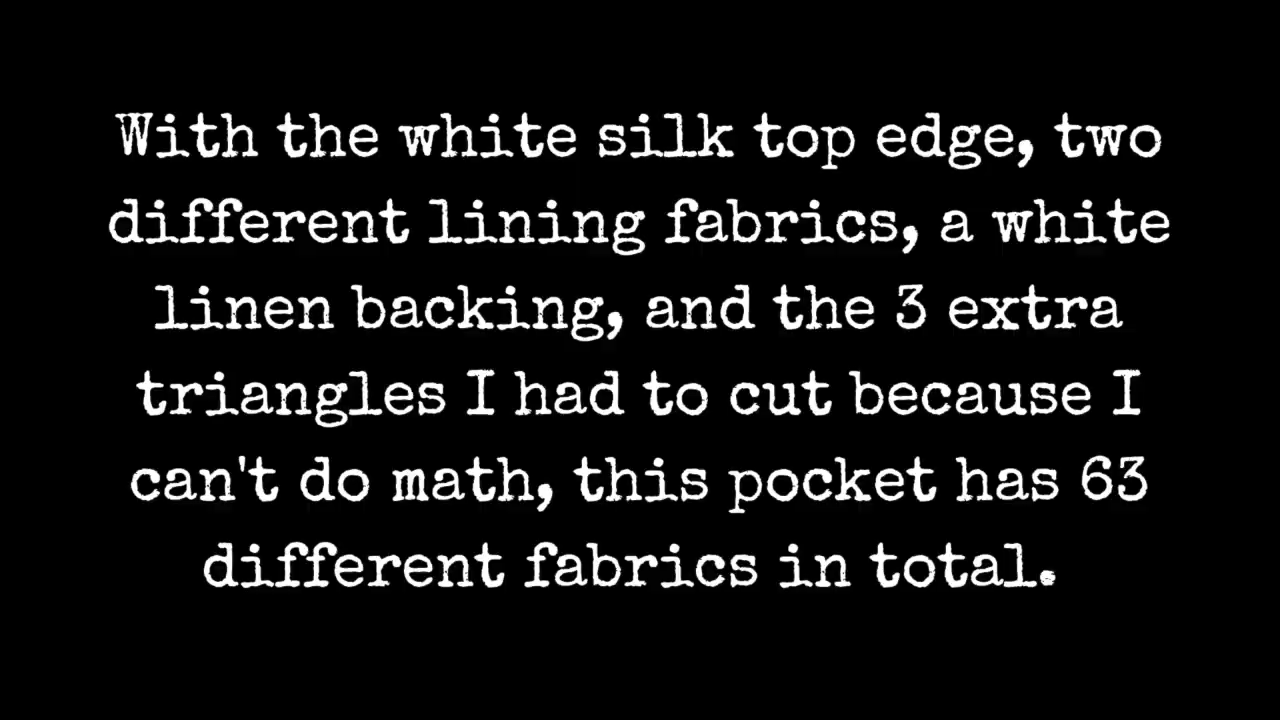 With the white silk top edge, two
different lining fabrics, a white
linen backing, and the 3 extra
triangles I had to cut because I
can't do math, this pocket has 63
different fabrics in total.